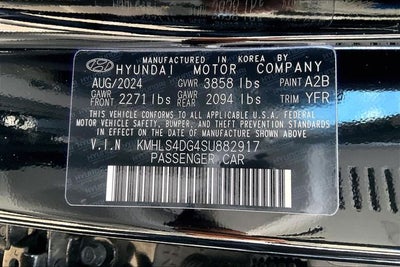 MANUFACTURED IN KOREA BY
HYUNDAI MOTOR COMPANY
AUG/2024 GVWR 3858 lbs PAINT A2B
GAWR FRONT 2271 lbs GAWR REAR 2094 lbs TRIM YFR
THIS VEHICLE CONFORMS TO ALL APPLICABLE U.S.A. FEDERAL
MOTOR VEHICLE SAFETY, BUMPER, AND THEFT PREVENTION
STANDARDS IN EFFECT ON THE DATE OF MANUFACTURE SHOWN ABOVE.
V.I.N KMHLS4DG4SU882917
PASSENGER CAR